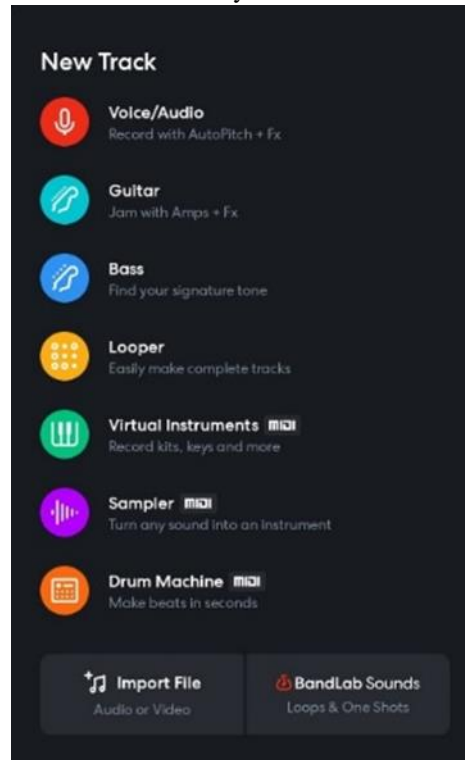 New Track
Voice/Audio
Record with AutoPitch + Fx
Guitar
Jam with Amps + Fx
Bass
Find your signature tone
Looper
Easily make complete tracks
Virtual Instruments MIDI
Record kits, keys and more
Sampler MIDI
Turn any sound into an instrument
Drum Machine MIDI
Make beats in seconds
Import File
Audio or Video
BandLab Sounds
Loops & One Shots